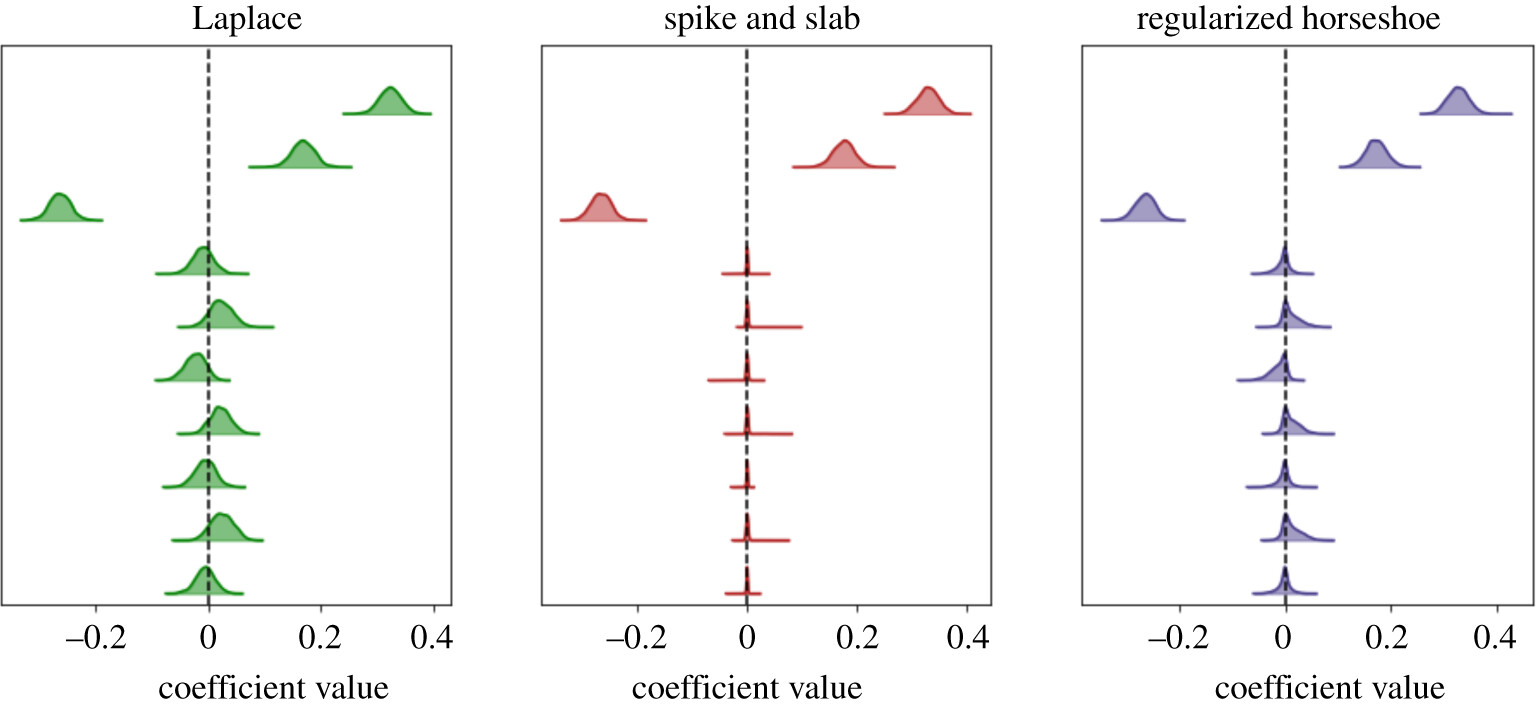 Laplace
spike and slab
regularized horseshoe
–0.2 0 0.2 0.4
–0.2 0 0.2 0.4
–0.2 0 0.2 0.4
coefficient value
coefficient value
coefficient value